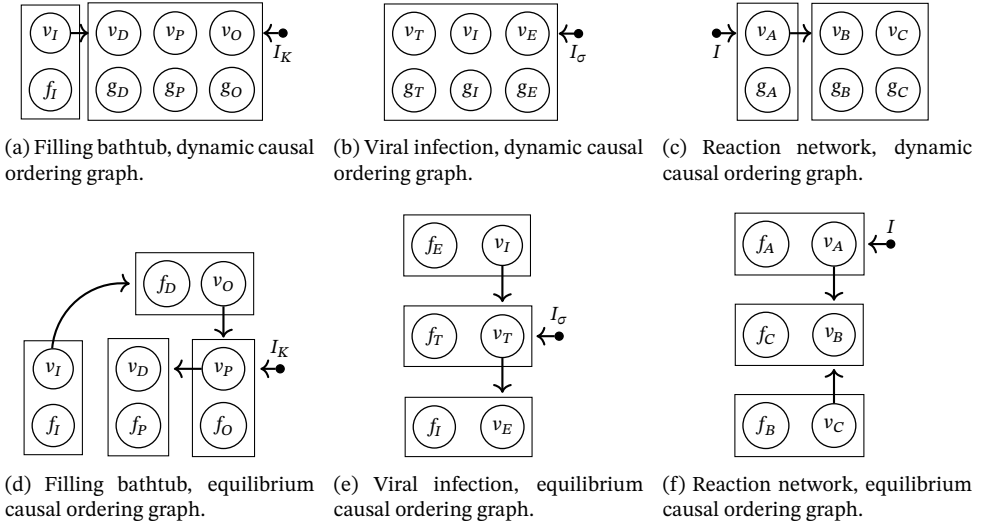 v_I v_D v_P v_O I_K
f_I g_D g_P g_O
v_T v_I v_E I_σ
g_T g_I g_E
I v_A v_B v_C
g_A g_B g_C
(a) Filling bathtub, dynamic causal
ordering graph.
(b) Viral infection, dynamic causal
ordering graph.
(c) Reaction network, dynamic
causal ordering graph.
f_D v_O
v_I v_D v_P I_K
f_I f_P f_O
f_E v_I
f_T v_T I_σ
f_I v_E
f_A v_A I
f_C v_B
f_B v_C
(d) Filling bathtub, equilibrium
causal ordering graph.
(e) Viral infection, equilibrium
causal ordering graph.
(f) Reaction network, equilibrium
causal ordering graph.